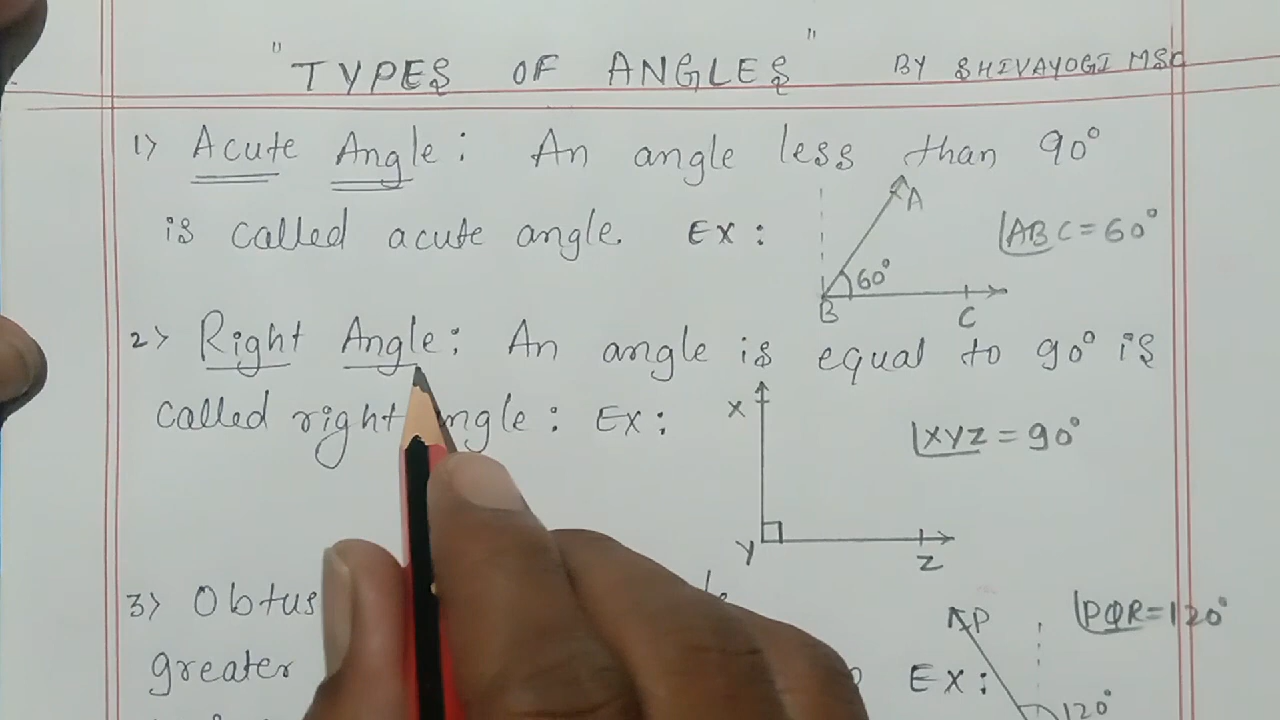 "TYPES OF ANGLES" BY SHIVAYOGI MSC
1) Acute Angle: An angle less than 90°
is called acute angle. EX:
A
∠ABC=60°
60°
B C
2) Right Angle: An angle is equal to 90° is
called right angle: EX:
X
∠XYZ = 90°
Y Z
3) Obtus
greater EX:
P
∠PQR=120°
120°